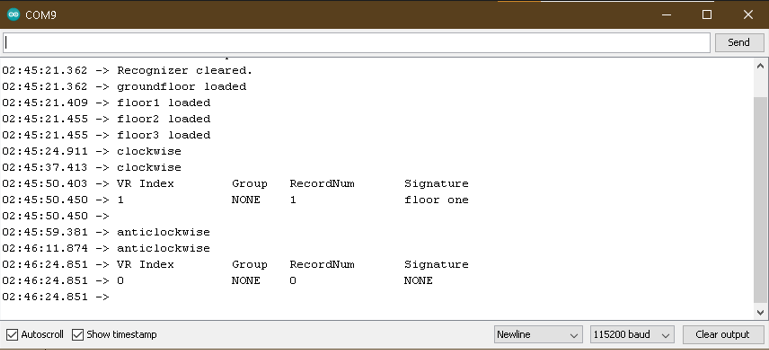 COM9
Send
02:45:21.362 -> Recognizer cleared.
02:45:21.362 -> groundfloor loaded
02:45:21.409 -> floor1 loaded
02:45:21.455 -> floor2 loaded
02:45:21.455 -> floor3 loaded
02:45:24.911 -> clockwise
02:45:37.413 -> clockwise
02:45:50.403 -> VR Index Group RecordNum Signature
02:45:50.450 -> 1 NONE 1 floor one
02:45:50.450 ->
02:45:59.381 -> anticlockwise
02:46:11.874 -> anticlockwise
02:46:24.851 -> VR Index Group RecordNum Signature
02:46:24.851 -> 0 NONE 0 NONE
02:46:24.851 ->
Autoscroll Show timestamp Newline 115200 baud Clear output